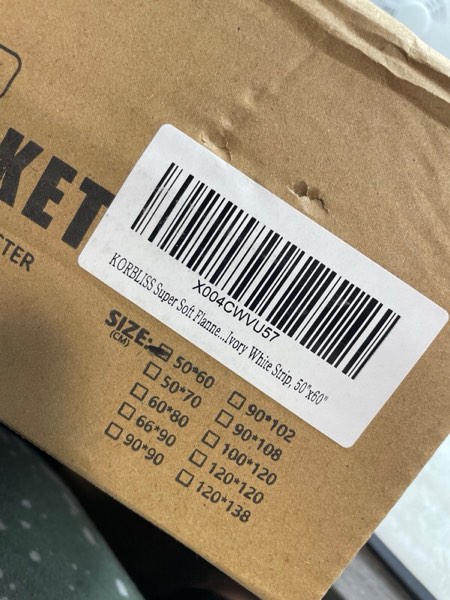 KET
TTER
X004CWVU57
KORBLISS Super Soft Flanne...Ivory White Strip, 50"x60"
SIZE:
(CM)
50*60
50*70
60*80
66*90
90*90
90*102
90*108
100*120
120*120
120*138